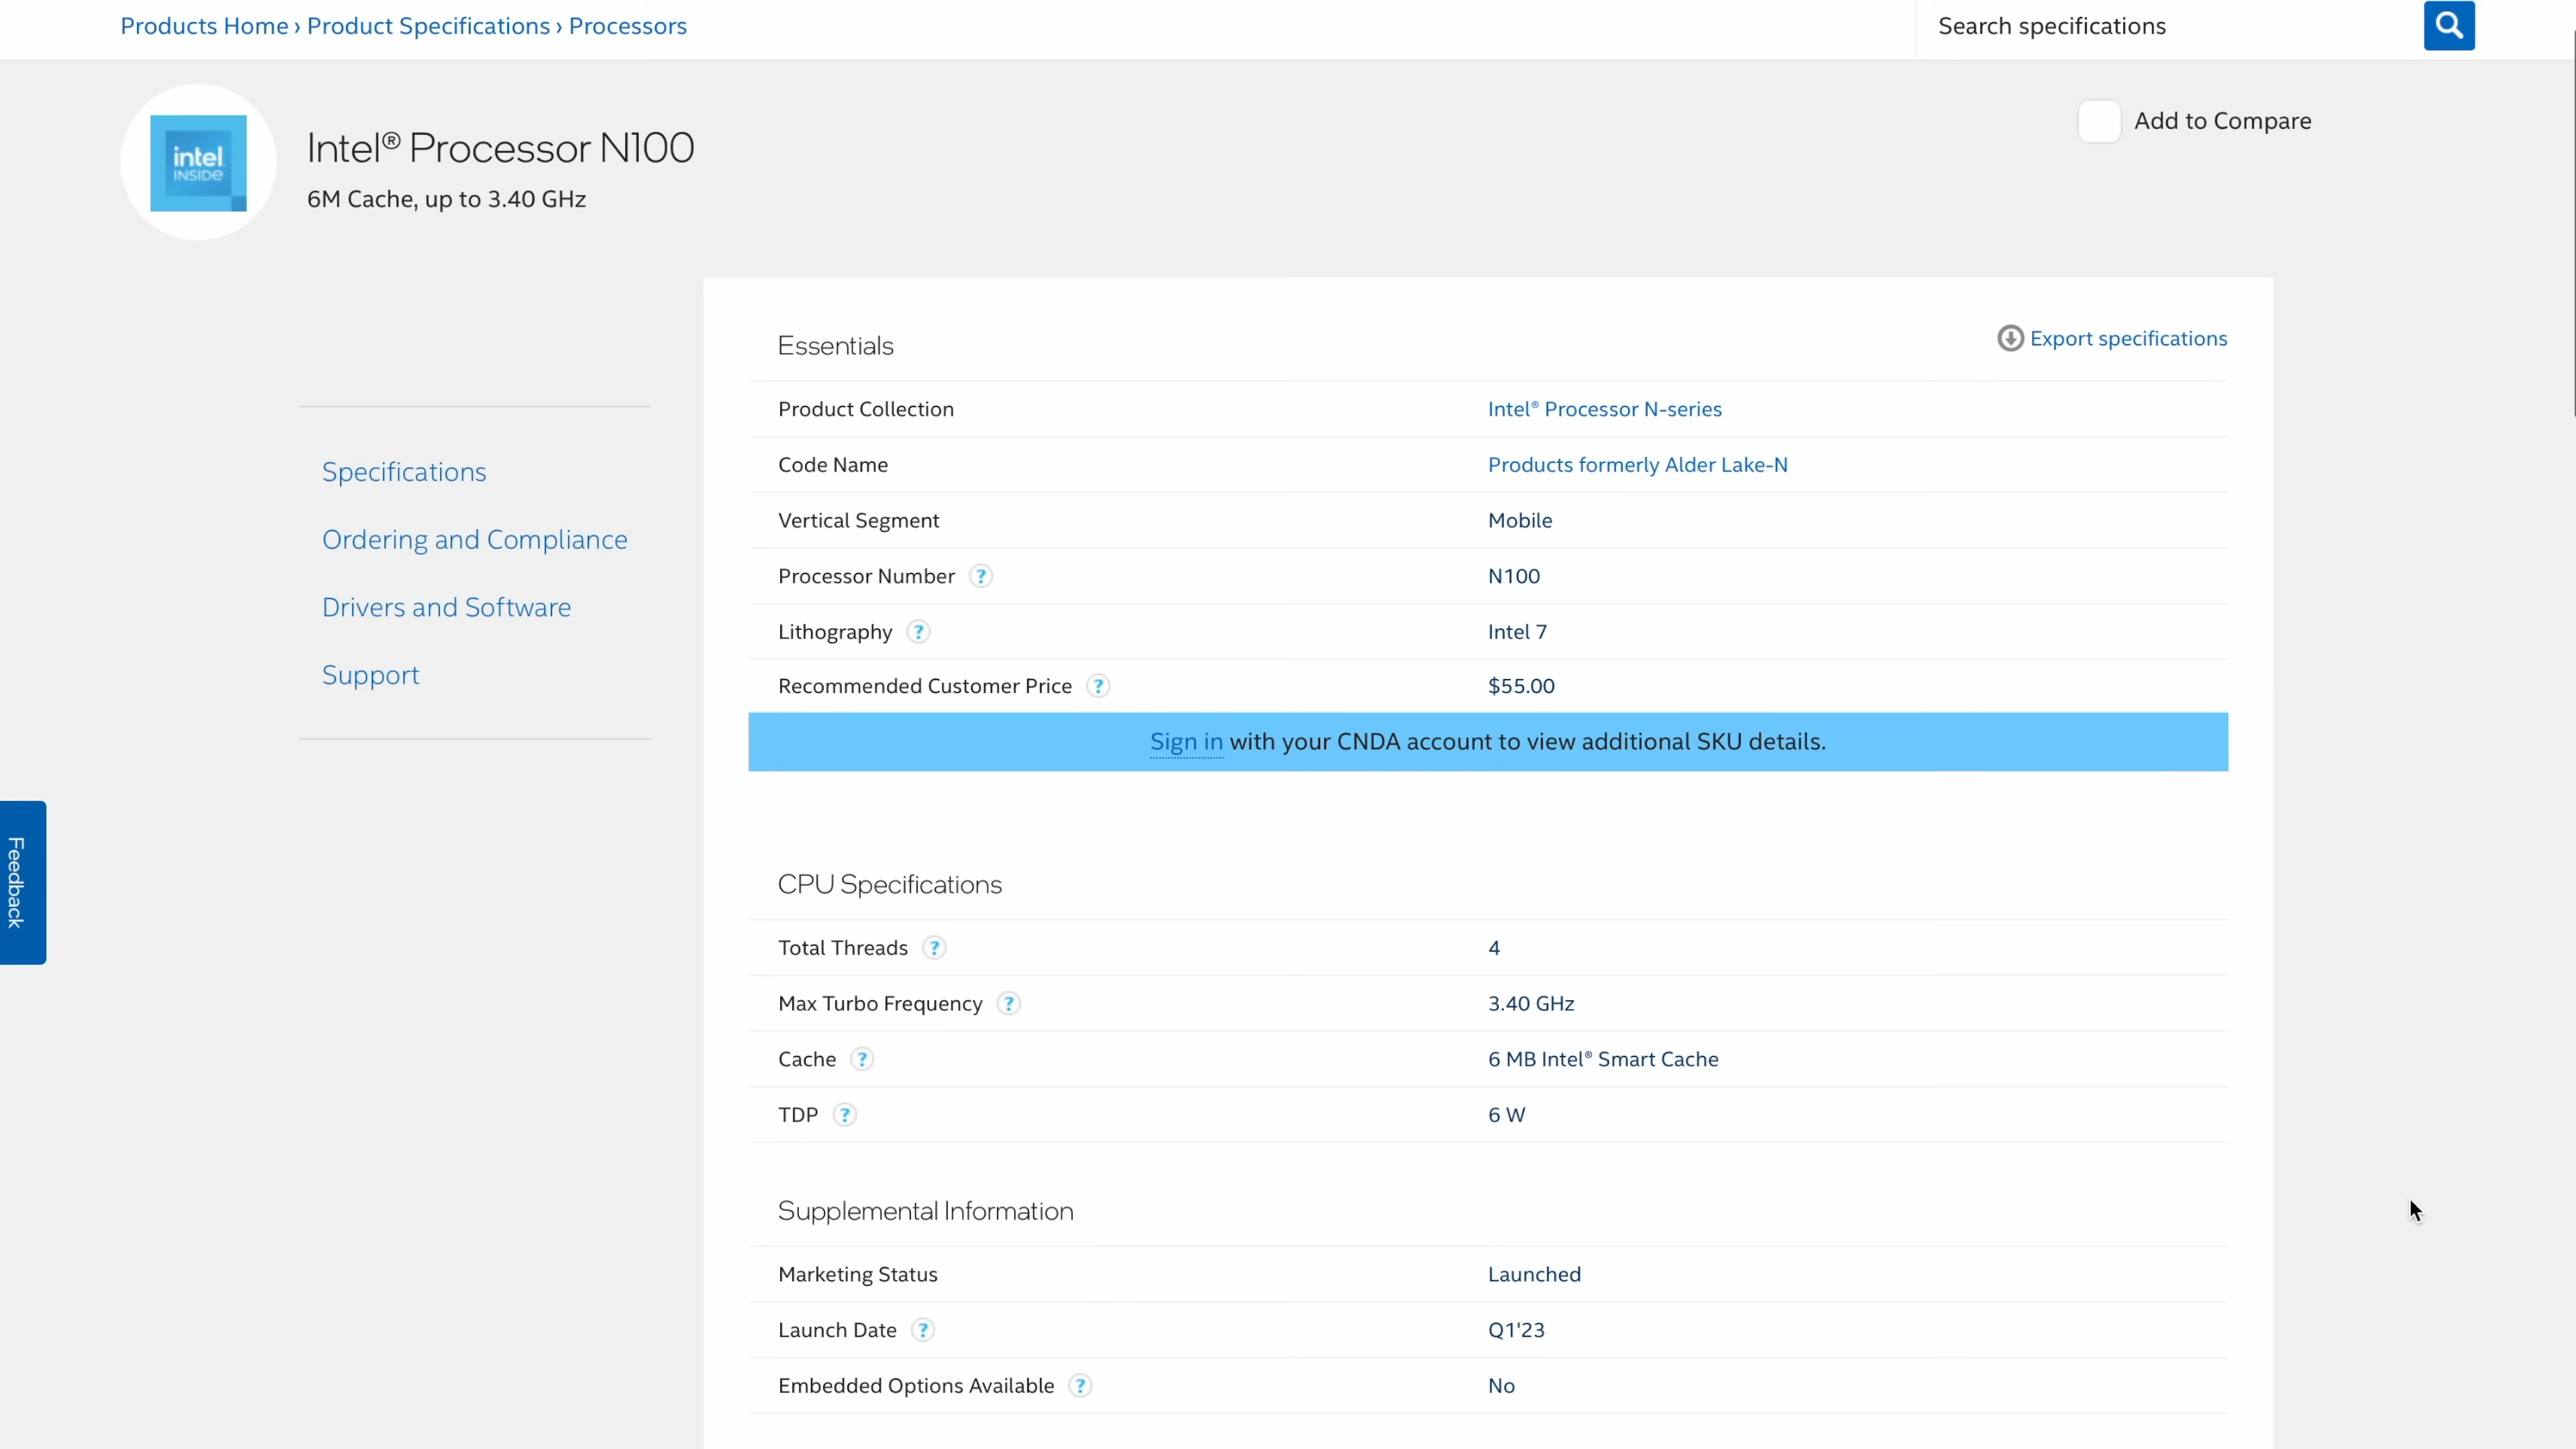 Products Home › Product Specifications › Processors
Search specifications
intel
INSIDE
Intel® Processor N100
6M Cache, up to 3.40 GHz
Add to Compare
Specifications
Ordering and Compliance
Drivers and Software
Support
Feedback
Essentials
Export specifications
Product Collection Intel® Processor N-series
Code Name Products formerly Alder Lake-N
Vertical Segment Mobile
Processor Number ? N100
Lithography ? Intel 7
Recommended Customer Price ? $55.00
Sign in with your CNDA account to view additional SKU details.
CPU Specifications
Total Threads ? 4
Max Turbo Frequency ? 3.40 GHz
Cache ? 6 MB Intel® Smart Cache
TDP ? 6 W
Supplemental Information
Marketing Status Launched
Launch Date ? Q1'23
Embedded Options Available ? No